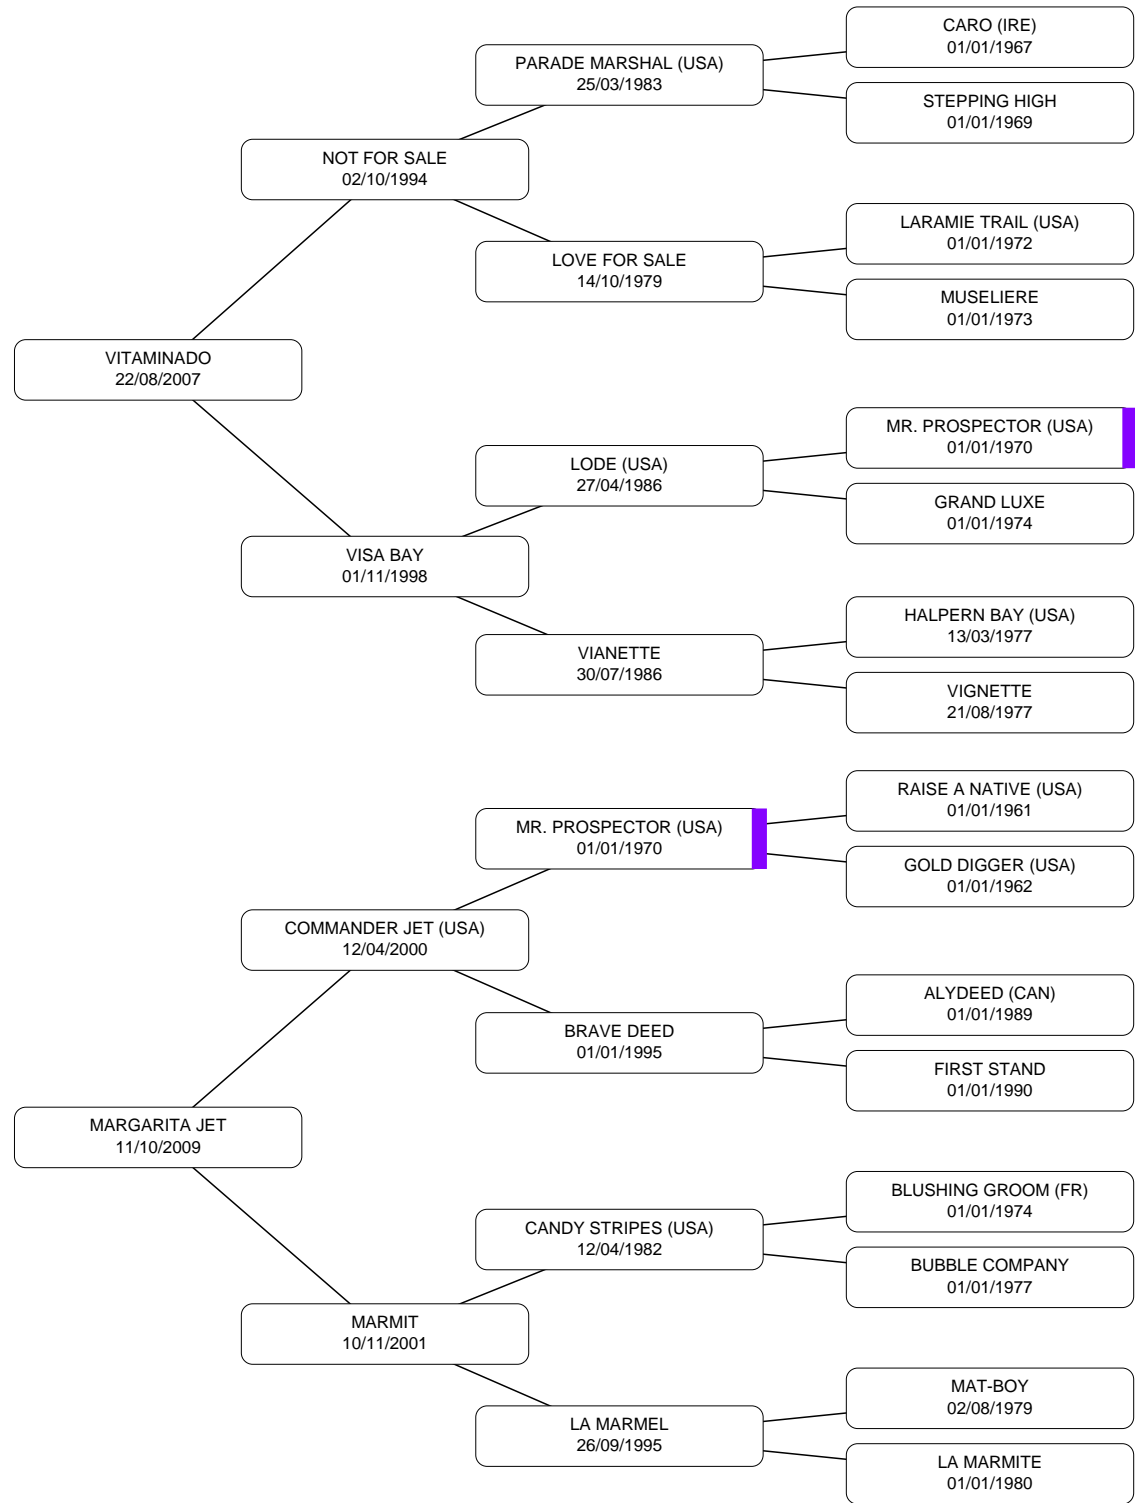 CARO (IRE)
01/01/1967
PARADE MARSHAL (USA)
25/03/1983
STEPPING HIGH
01/01/1969
NOT FOR SALE
02/10/1994
LARAMIE TRAIL (USA)
01/01/1972
LOVE FOR SALE
14/10/1979
MUSELIERE
01/01/1973
VITAMINADO
22/08/2007
MR. PROSPECTOR (USA)
01/01/1970
LODE (USA)
27/04/1986
GRAND LUXE
01/01/1974
VISA BAY
01/11/1998
HALPERN BAY (USA)
13/03/1977
VIANETTE
30/07/1986
VIGNETTE
21/08/1977
RAISE A NATIVE (USA)
01/01/1961
MR. PROSPECTOR (USA)
01/01/1970
GOLD DIGGER (USA)
01/01/1962
COMMANDER JET (USA)
12/04/2000
ALYDEED (CAN)
01/01/1989
BRAVE DEED
01/01/1995
FIRST STAND
01/01/1990
MARGARITA JET
11/10/2009
BLUSHING GROOM (FR)
01/01/1974
CANDY STRIPES (USA)
12/04/1982
BUBBLE COMPANY
01/01/1977
MARMIT
10/11/2001
MAT-BOY
02/08/1979
LA MARMEL
26/09/1995
LA MARMITE
01/01/1980